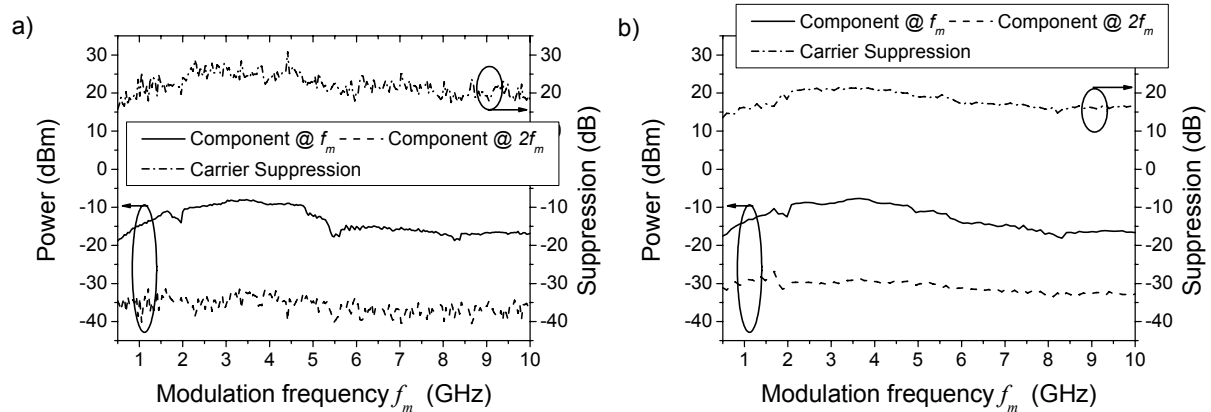 a)
30
20
10
0
-10
-20
-30
-40
Power (dBm)
Component @ f_m Component @ 2f_m
Carrier Suppression
30
20
10
0
-10
-20
-30
-40
Suppression (dB)
1 2 3 4 5 6 7 8 9 10
Modulation frequency f_m (GHz)
b)
Component @ f_m Component @ 2f_m
Carrier Suppression
30
20
10
0
-10
-20
-30
-40
Power (dBm)
20
10
0
-10
-20
-30
-40
Suppression (dB)
1 2 3 4 5 6 7 8 9 10
Modulation frequency f_m (GHz)